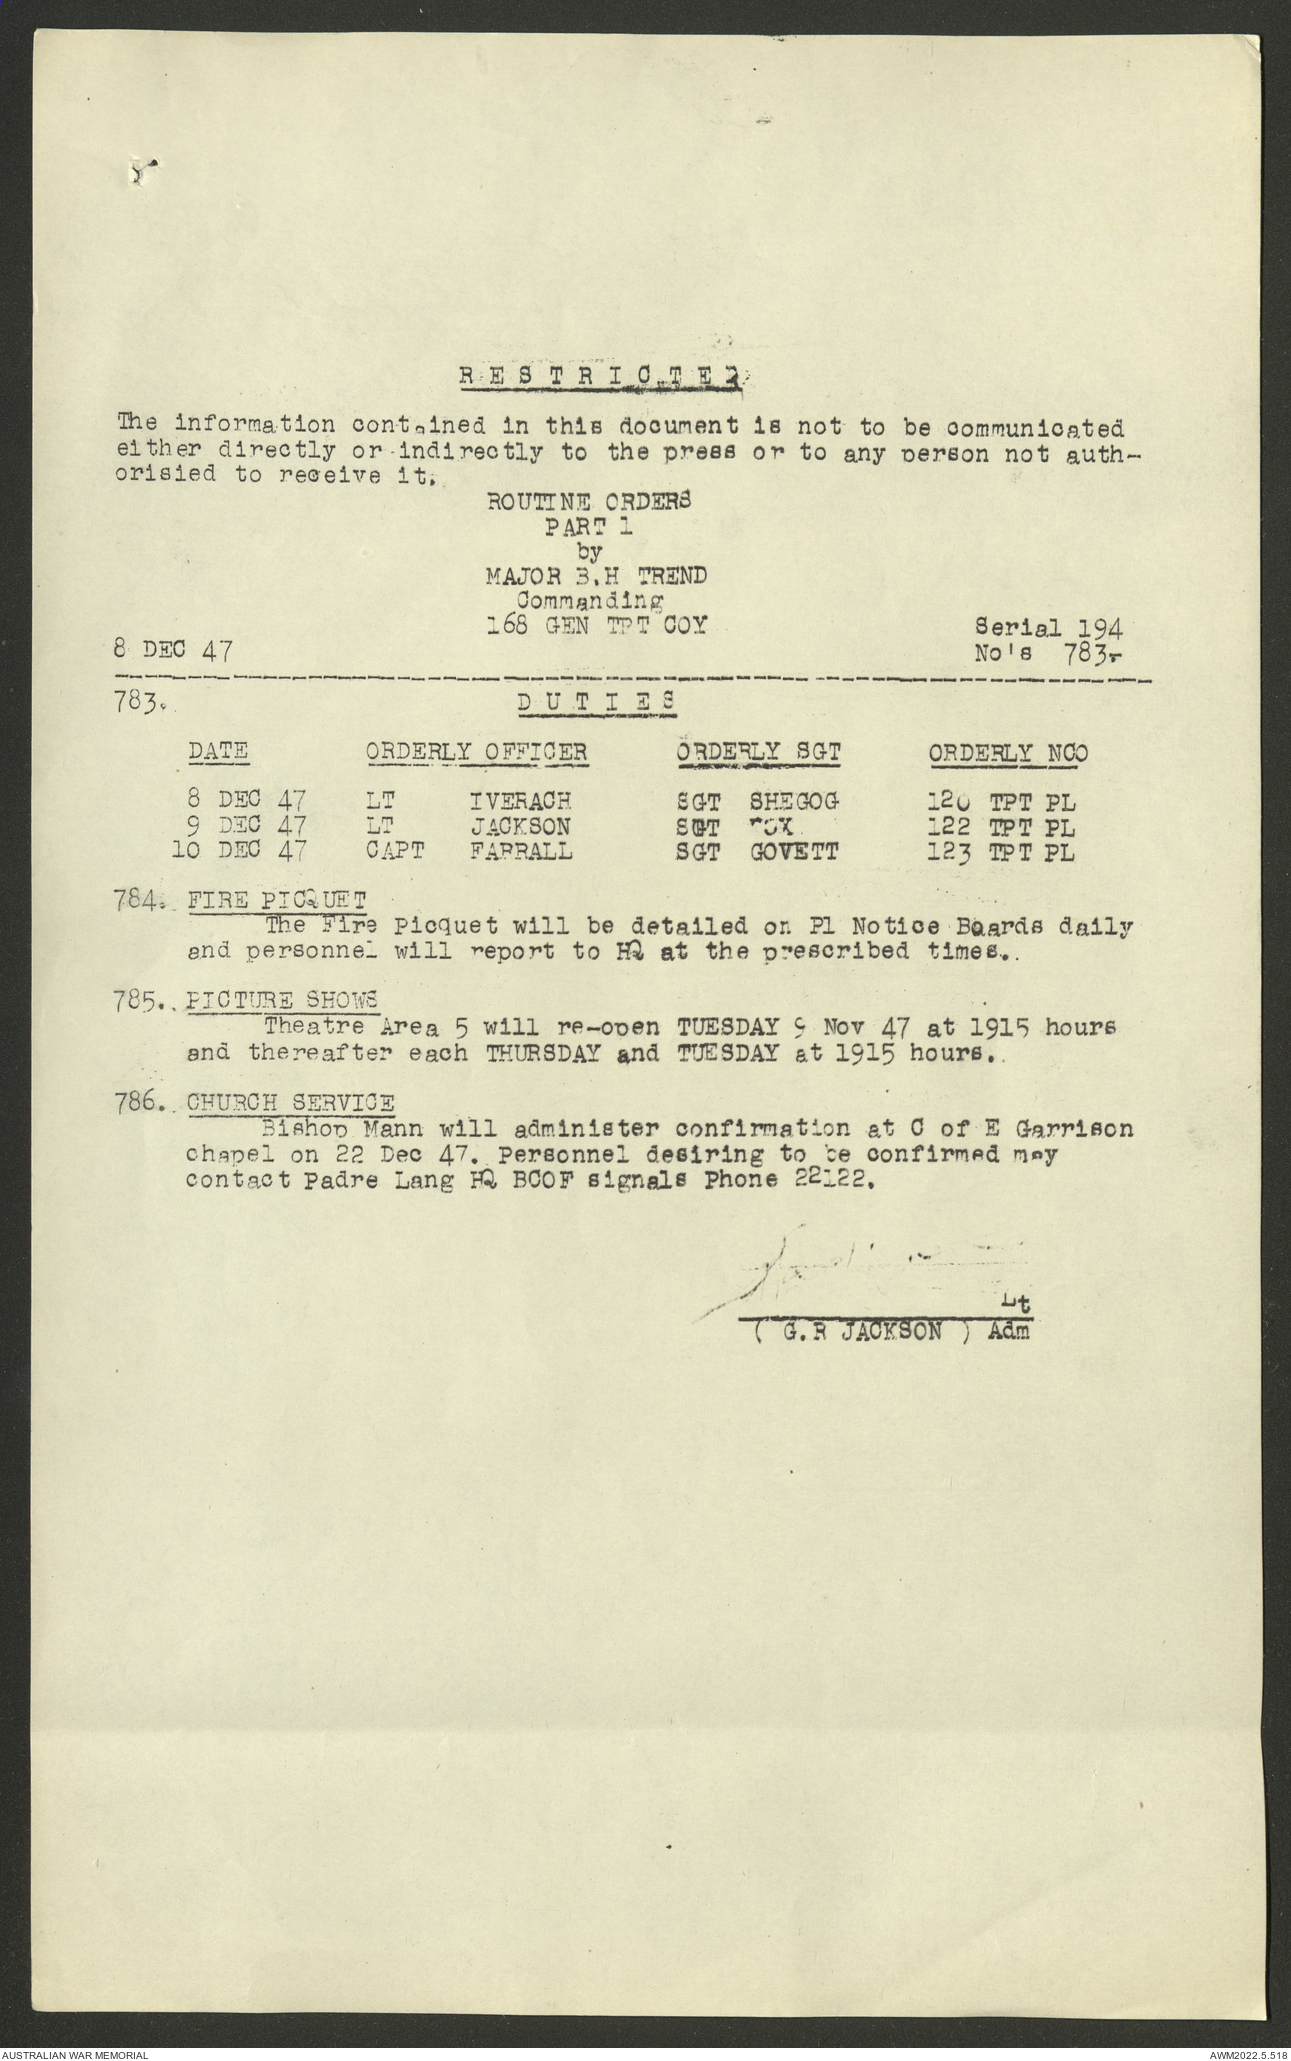 RESTRICTED
The information contained in this document is not to be communicated
either directly or indirectly to the press or to any person not auth-
orisied to receive it.
ROUTINE ORDERS
PART 1
by
MAJOR B.H TREND
Commanding
168 GEN TPT COY
Serial 194
8 DEC 47
No's 783-
783. DUTIES
DATE ORDERLY OFFICER ORDERLY SGT ORDERLY NCO
8 DEC 47 LT IVERACH SGT SHEGOG 120 TPT PL
9 DEC 47 LT JACKSON SGT 122 TPT PL
10 DEC 47 CAPT FARRALL SGT GOVETT 123 TPT PL
784. FIRE PICQUET
The Fire Picquet will be detailed on Pl Notice Boards daily
and personnel will report to HQ at the prescribed times.
785. PICTURE SHOWS
Theatre Area 5 will re-open TUESDAY 9 Nov 47 at 1915 hours
and thereafter each THURSDAY and TUESDAY at 1915 hours.
786. CHURCH SERVICE
Bishop Mann will administer confirmation at C of E Garrison
chapel on 22 Dec 47. Personnel desiring to be confirmed may
contact Padre Lang HQ BCOF signals Phone 22122.
Lt
( G.R JACKSON ) Adm
AUSTRALIAN WAR MEMORIAL
AWM2022.5.518